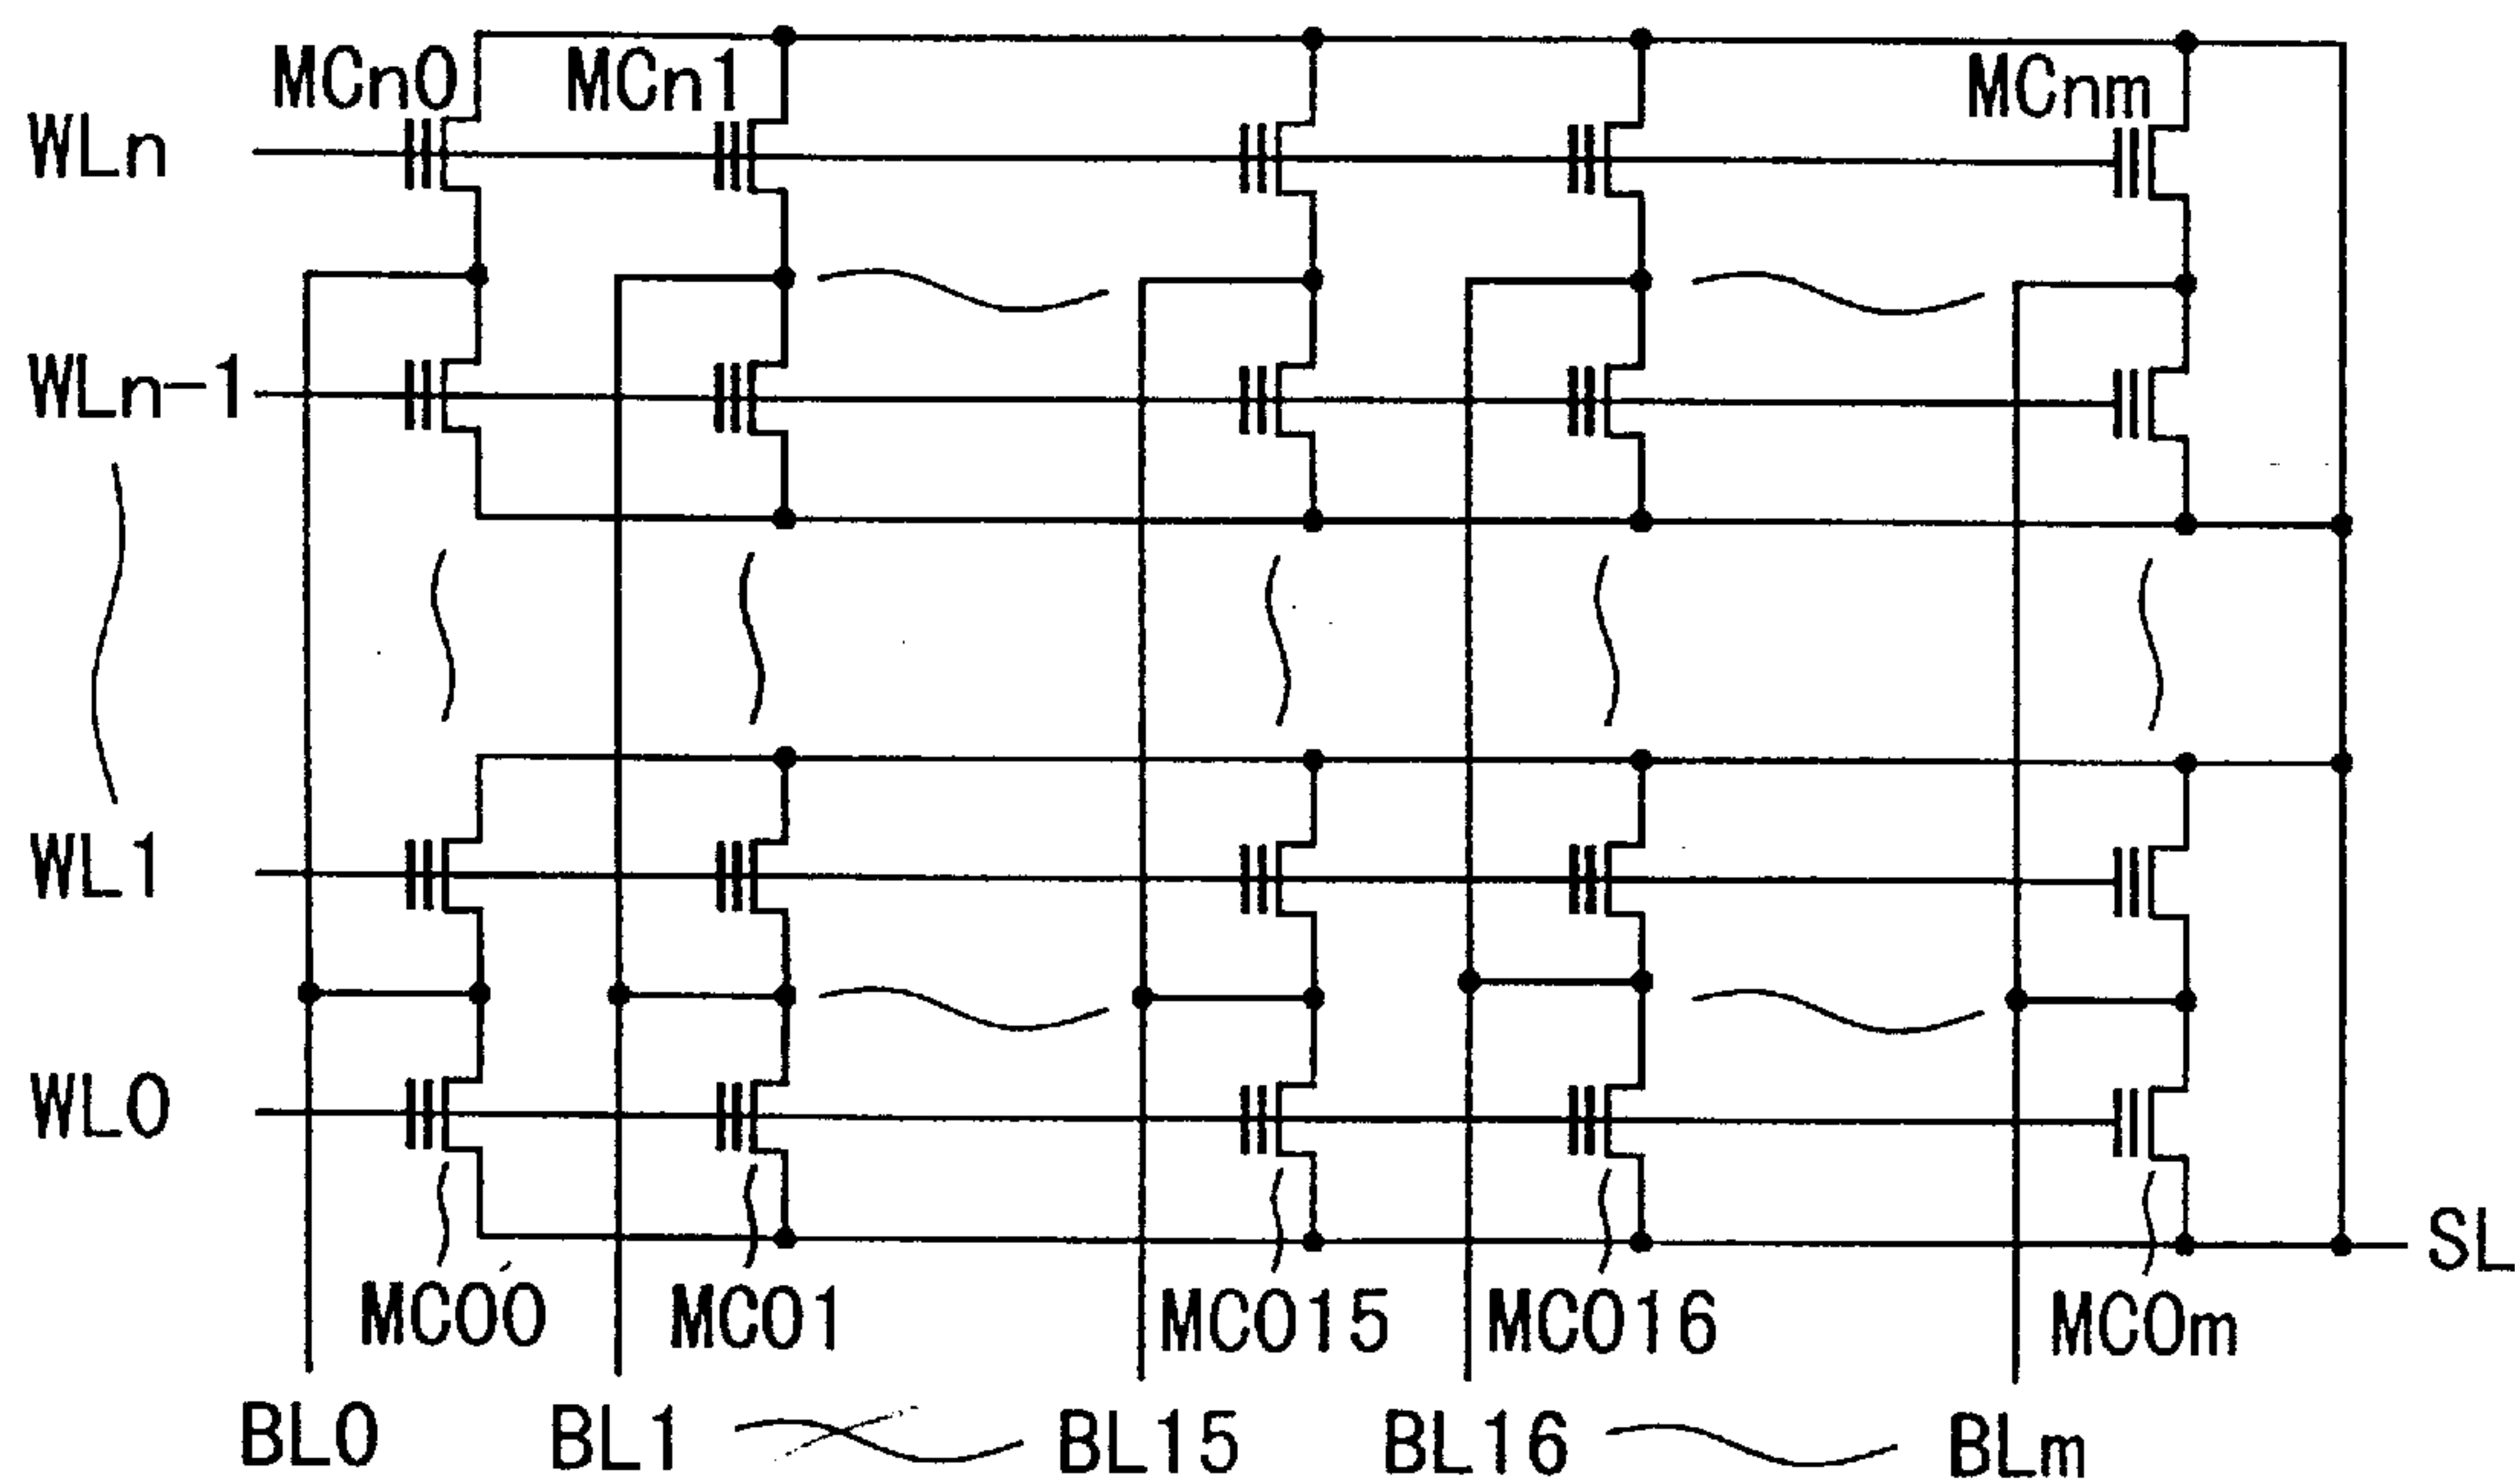 MCn0 MCn1 MCnm
WLn
WLn-1
WL1
WL0
SL
MC00 MC01 MC015 MC016 MC0m
BL0 BL1 BL15 BL16 BLm